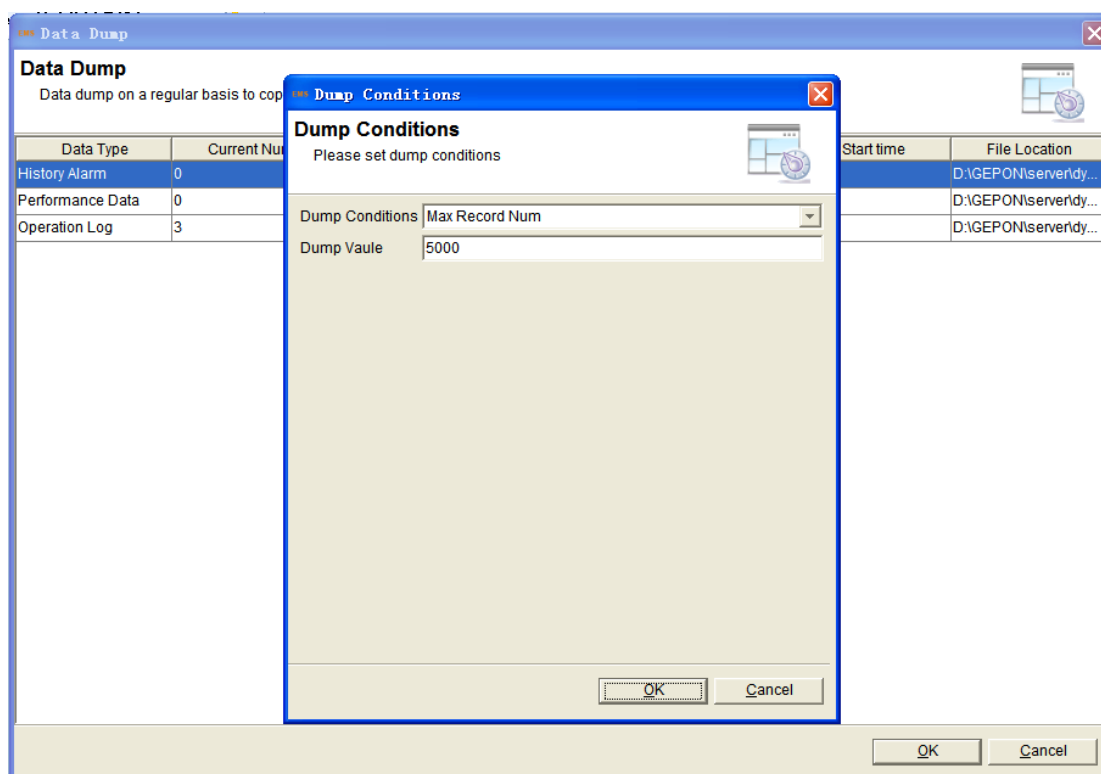 Data Dump
Data Dump
Data dump on a regular basis to cop
EMS Dump Conditions
Dump Conditions
Please set dump conditions
Data Type Current Nu Start time File Location
History Alarm 0 D:\GEPON\server\dy...
Performance Data 0 D:\GEPON\server\dy...
Operation Log 3 D:\GEPON\server\dy...
Dump Conditions Max Record Num
Dump Vaule 5000
OK Cancel
OK Cancel